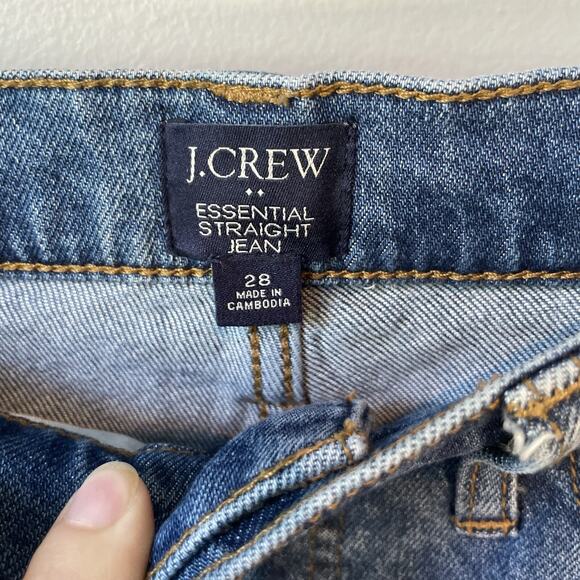 J.CREW
ESSENTIAL
STRAIGHT
JEAN
28
MADE IN
CAMBODIA